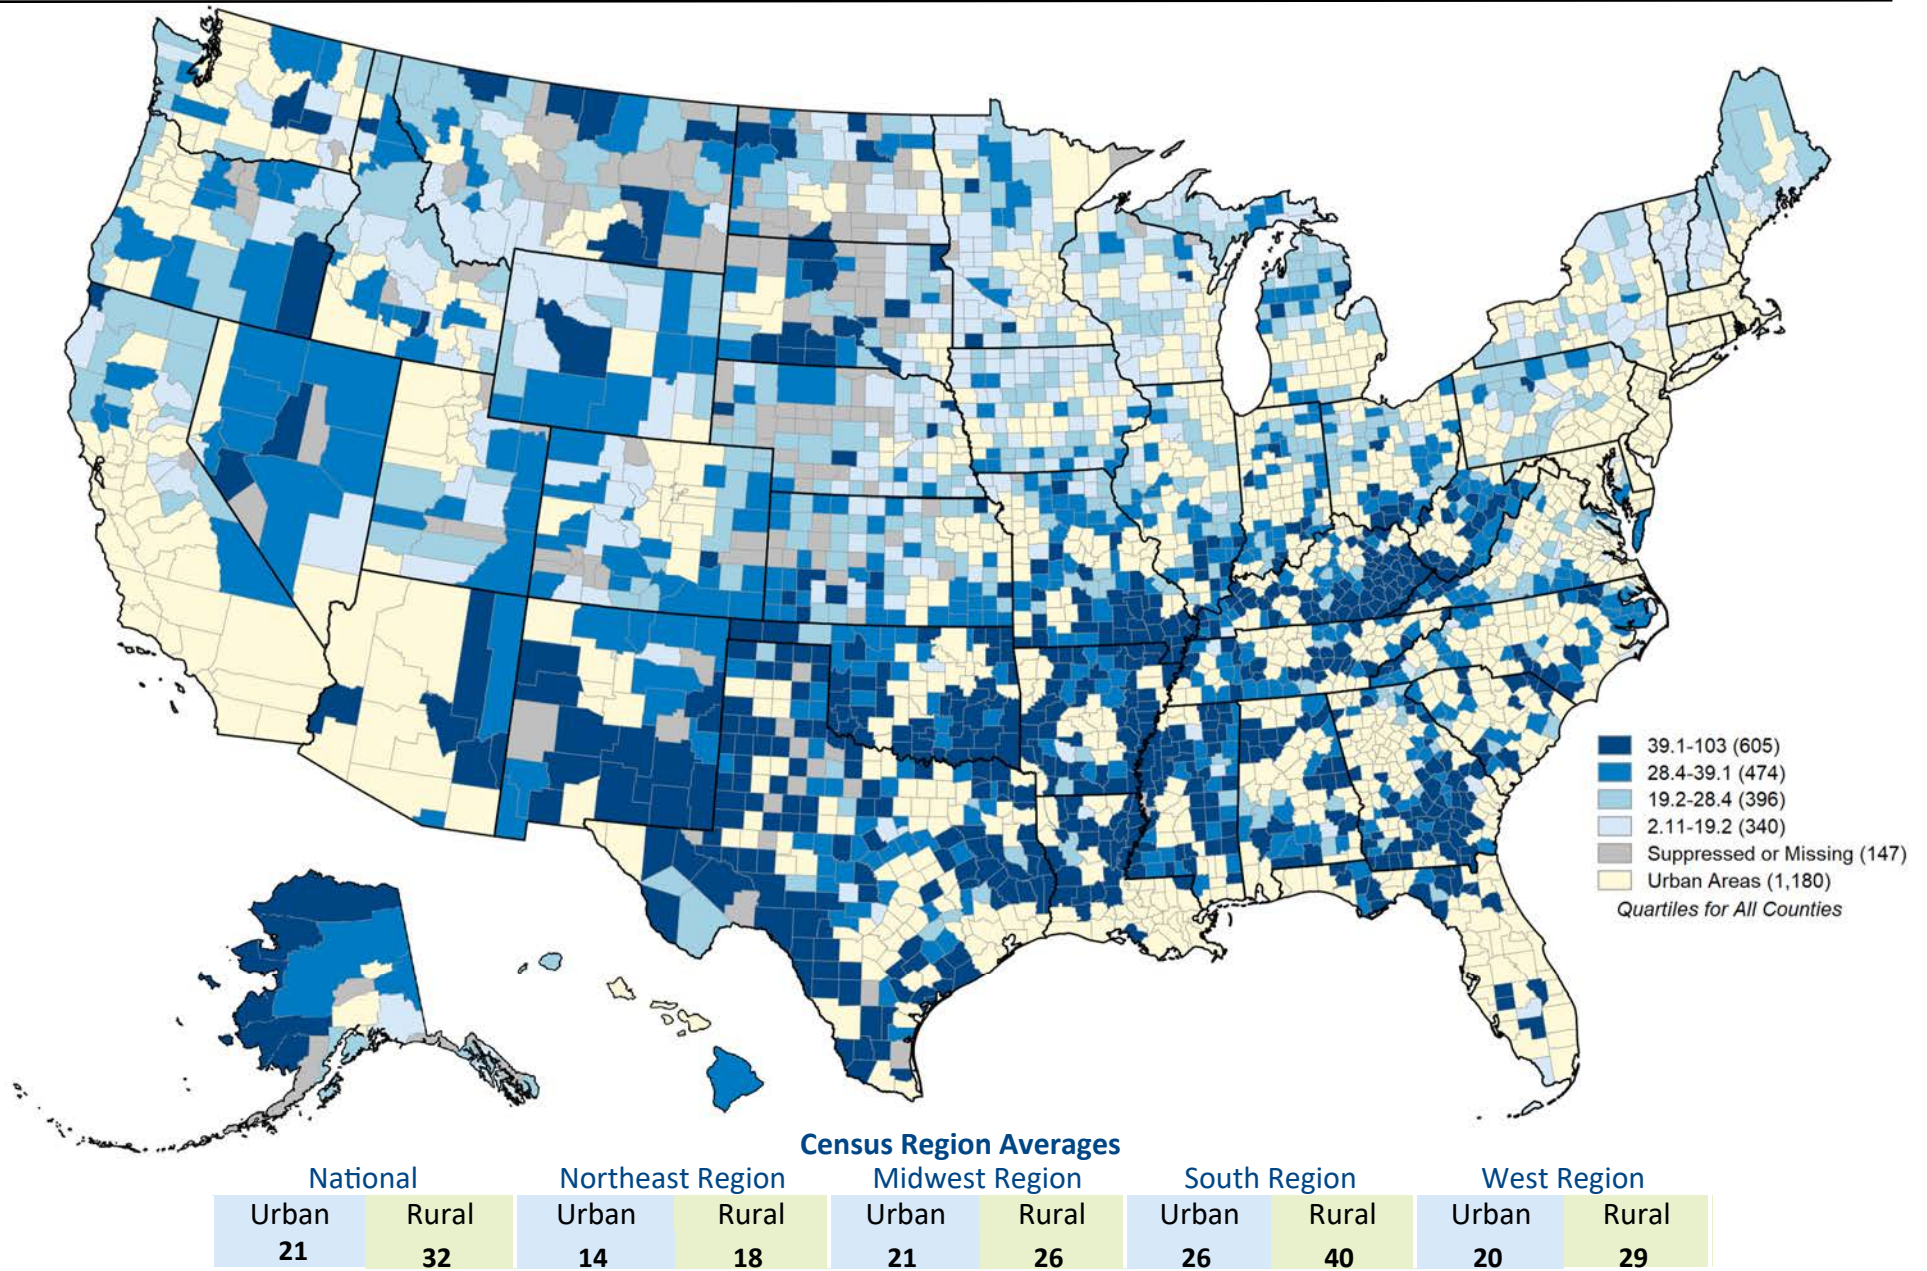 39.1-103 (605)
28.4-39.1 (474)
19.2-28.4 (396)
2.11-19.2 (340)
Suppressed or Missing (147)
Urban Areas (1,180)
Quartiles for All Counties
Census Region Averages
National Northeast Region Midwest Region South Region West Region
Urban Rural Urban Rural Urban Rural Urban Rural Urban Rural
21 32 14 18 21 26 26 40 20 29